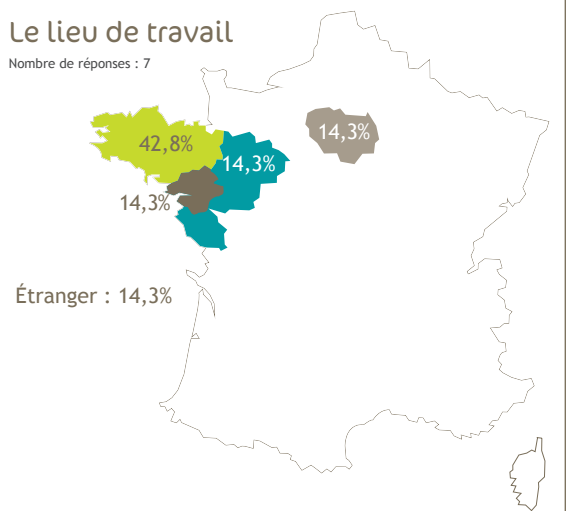 Le lieu de travail
Nombre de réponses : 7
14,3%
42,8%
14,3%
14,3%
Étranger : 14,3%